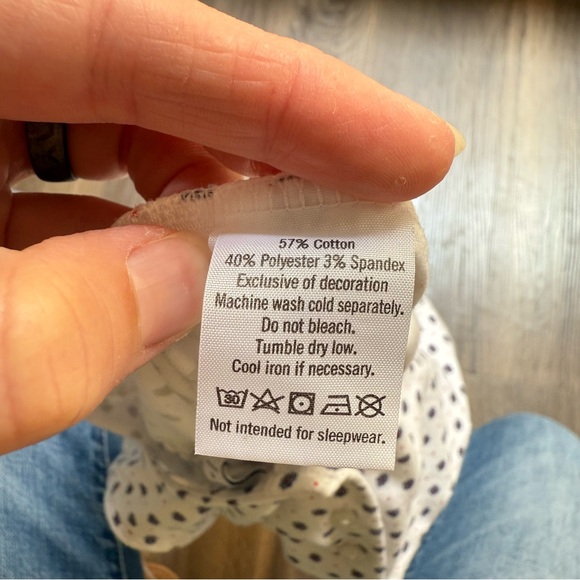 57% Cotton
40% Polyester 3% Spandex
Exclusive of decoration
Machine wash cold separately.
Do not bleach.
Tumble dry low.
Cool iron if necessary.
30
Not intended for sleepwear.